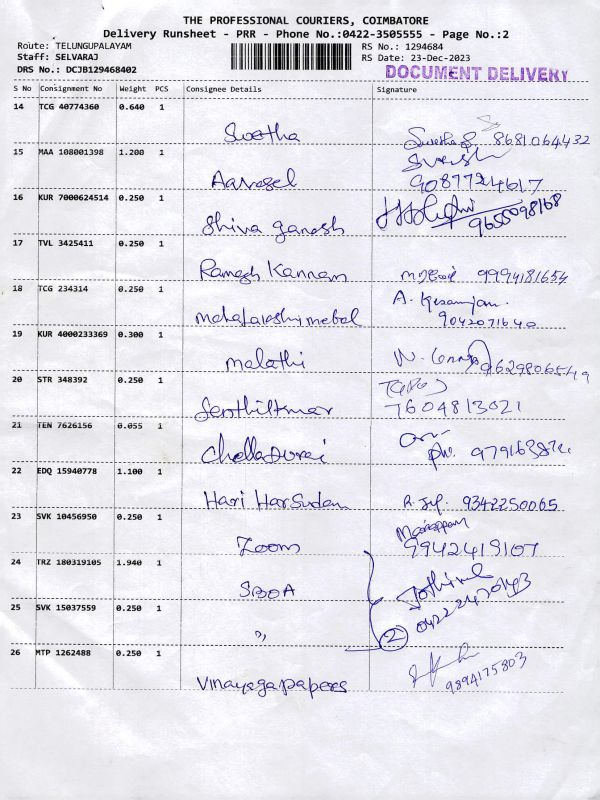 THE PROFESSIONAL COURIERS, COIMBATORE
Delivery Runsheet - PRR - Phone No.:0422-3505555 - Page No.:2
Route: TELUNGUPALAYAM RS No.: 1294684
Staff: SELVARAJ RS Date: 23-Dec-2023
DRS No.: DCJB129468402 DOCUMENT DELIVERY
S No Consignment No Weight PCS Consignee Details Signature
14 TCG 40774360 0.640 1
Swetha Swetha 8681064432
15 MAA 108001398 1.200 1
Suresh
9087724617
16 KUR 7000624514 0.250 1
Shiva ganesh 9655098168
17 TVL 3425411 0.250 1
Ramesh Kannan 9994181654
18 TCG 234314 0.250 1
A.
9042071640
19 KUR 4000233369 0.300 1
malathi 9629806549
20 STR 348392 0.250 1
Senthilkumar 7604813021
21 TEN 7626156 0.055 1
Chelladurai ph.
22 EDQ 15940778 1.100 1
Hari HarSudan 9342250065
23 SVK 10456950 0.250 1
Zoom 9942419107
24 TRZ 180319105 1.940 1
SBOA
25 SVK 15037559 0.250 1
〃 2
26 MTP 1262488 0.250 1
Vinayaga papers 9894175803